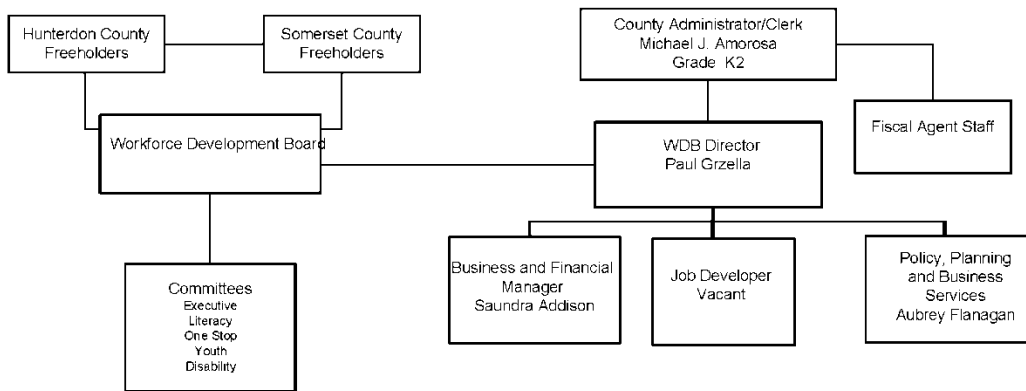 Hunterdon County
Freeholders
Somerset County
Freeholders
County Administrator/Clerk
Michael J. Amorosa
Grade K2
Fiscal Agent Staff
Workforce Development Board
WDB Director
Paul Grzella
Committees
Executive
Literacy
One Stop
Youth
Disability
Business and Financial
Manager
Saundra Addison
Job Developer
Vacant
Policy, Planning
and Business
Services
Aubrey Flanagan